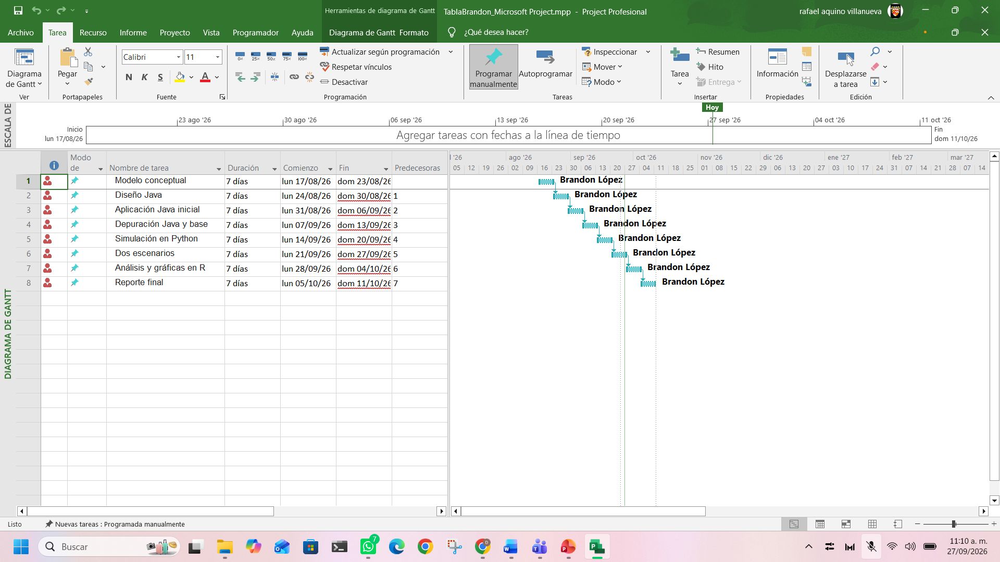 Herramientas de diagrama de Gantt
TablaBrandon_Microsoft Project.mpp - Project Profesional
rafael aquino villanueva
Archivo Tarea Recurso Informe Proyecto Vista Programador Ayuda Diagrama de Gantt Formato ¿Qué desea hacer?
Diagrama de Gantt
Ver
Pegar
Portapapeles
Calibri 11
N K S A
Fuente
0% 25% 50% 75% 100%
Actualizar según programación
Respetar vínculos
Desactivar
Programación
Programar manualmente
Autoprogramar
Inspeccionar
Mover
Modo
Tareas
Tarea
Resumen
Hito
Entrega
Insertar
Información
Propiedades
Desplazarse a tarea
Edición
ESCALA DE
Hoy
23 ago '26 30 ago '26 06 sep '26 13 sep '26 20 sep '26 27 sep '26 04 oct '26 11 oct '26
Inicio
lun 17/08/26
Agregar tareas con fechas a la línea de tiempo
Fin
dom 11/10/26
DIAGRAMA DE GANTT
Modo de Nombre de tarea Duración Comienzo Fin Predecesoras
l '26 ago '26 sep '26 oct '26 nov '26 dic '26 ene '27 feb '27 mar '27
05 12 19 26 02 09 16 23 30 06 13 20 27 04 11 18 25 01 08 15 22 29 06 13 20 27 03 10 17 24 31 07 14 21 28 07 14
1 Modelo conceptual 7 días lun 17/08/26 dom 23/08/26 Brandon López
2 Diseño Java 7 días lun 24/08/26 dom 30/08/26 1 Brandon López
3 Aplicación Java inicial 7 días lun 31/08/26 dom 06/09/26 2 Brandon López
4 Depuración Java y base 7 días lun 07/09/26 dom 13/09/26 3 Brandon López
5 Simulación en Python 7 días lun 14/09/26 dom 20/09/26 4 Brandon López
6 Dos escenarios 7 días lun 21/09/26 dom 27/09/26 5 Brandon López
7 Análisis y gráficas en R 7 días lun 28/09/26 dom 04/10/26 6 Brandon López
8 Reporte final 7 días lun 05/10/26 dom 11/10/26 7 Brandon López
Listo Nuevas tareas : Programada manualmente
Buscar
7
11:10 a. m.
27/09/2026